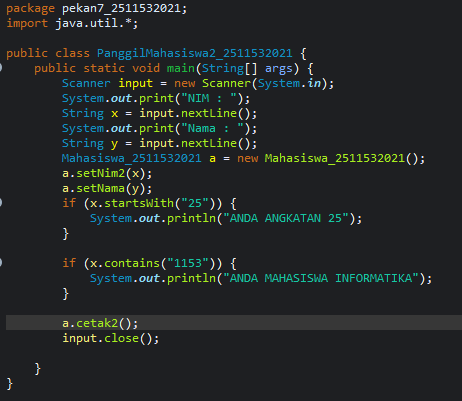 package pekan7_2511532021;
import java.util.*;

public class PanggilMahasiswa2_2511532021 {
    public static void main(String[] args) {
        Scanner input = new Scanner(System.in);
        System.out.print("NIM : ");
        String x = input.nextLine();
        System.out.print("Nama : ");
        String y = input.nextLine();
        Mahasiswa_2511532021 a = new Mahasiswa_2511532021();
        a.setNim2(x);
        a.setNama(y);
        if (x.startsWith("25")) {
            System.out.println("ANDA ANGKATAN 25");
        }

        if (x.contains("1153")) {
            System.out.println("ANDA MAHASISWA INFORMATIKA");
        }

        a.cetak2();
        input.close();

    }
}